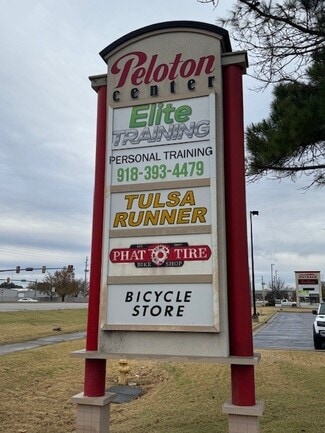 Peloton
center
Elite
TRAINING
PERSONAL TRAINING
918-393-4479
TULSA
RUNNER
PHAT TIRE
BIKE SHOP
BICYCLE
STORE